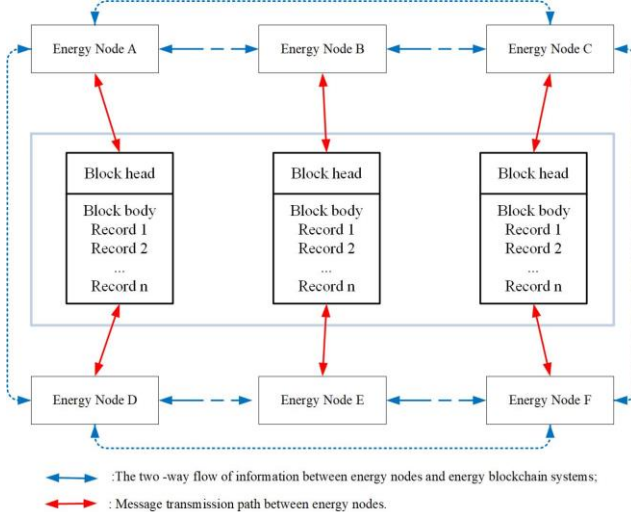 Energy Node A
Energy Node B
Energy Node C
Block head
Block head
Block head
Block body
Record 1
Record 2
...
Record n
Block body
Record 1
Record 2
...
Record n
Block body
Record 1
Record 2
...
Record n
Energy Node D
Energy Node E
Energy Node F
:The two -way flow of information between energy nodes and energy blockchain systems;
: Message transmission path between energy nodes.